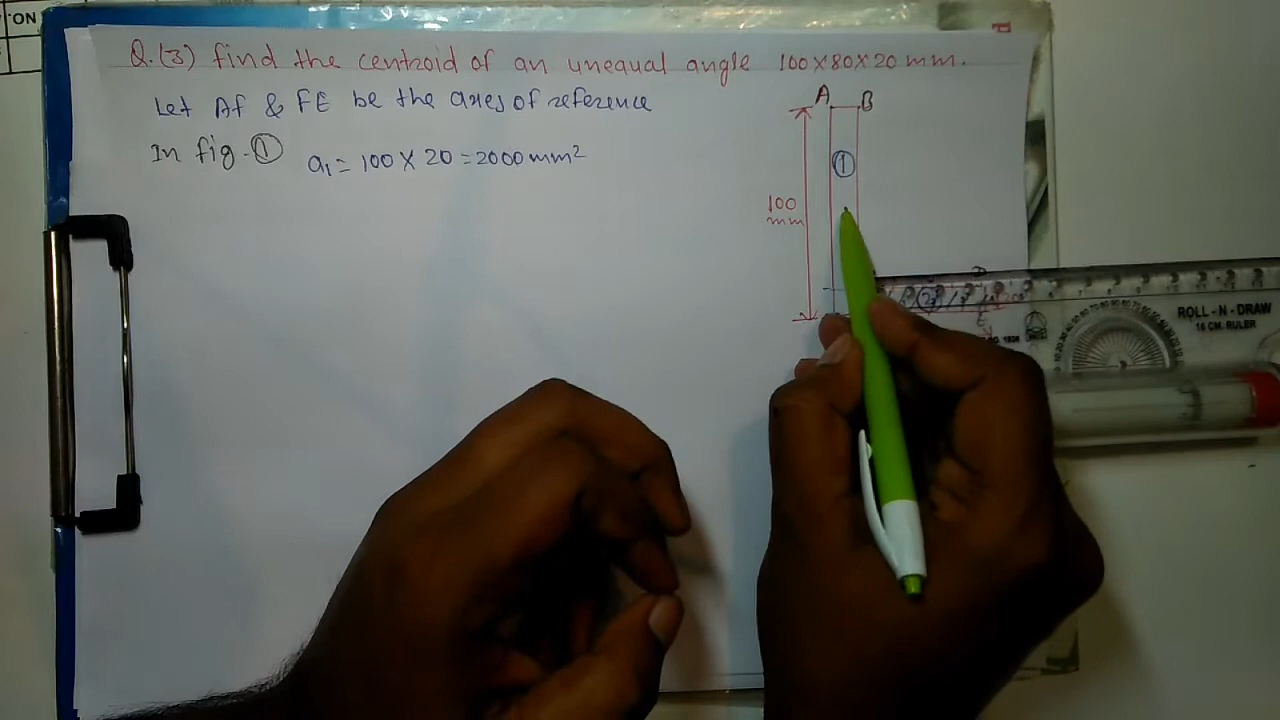 NO.
Q.(3) find the centroid of an unequal angle 100×80×20 mm.
Let AF & FE be the axes of reference
In fig.-① a₁ = 100 × 20 = 2000 mm²
A B
①
100
mm
D
E
ROLL-N-DRAW
15 CM. RULER